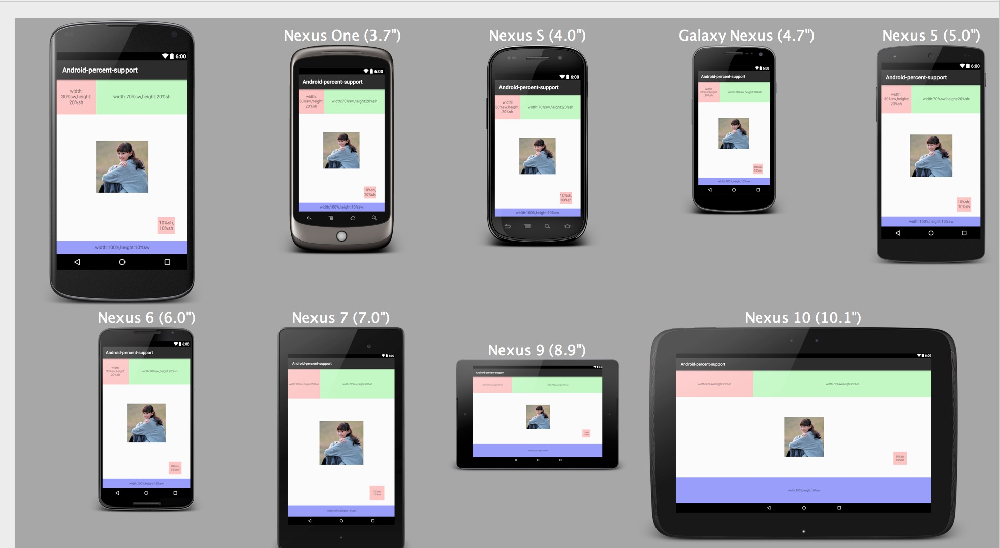 6:00
Android-percent-support
width:
30%sw,height:
20%sh
width:70%sw,height:20%sh
10%sh,
10%sh
width:100%,height:10%sw
Nexus One (3.7")
6:00
Android-percent-support
width:
30%sw,height:
20%sh
width:70%sw,height:20%sh
10%sh,
10%sh
width:100%,height:10%sw
Nexus S (4.0")
6:00
Android-percent-support
width:
30%sw,height:
20%sh
width:70%sw,height:20%sh
10%sh,
10%sh
width:100%,height:10%sw
Galaxy Nexus (4.7")
6:00
Android-percent-support
width:
30%sw,height:
20%sh
width:70%sw,height:20%sh
10%sh,
10%sh
width:100%,height:10%sw
Nexus 5 (5.0")
6:00
Android-percent-support
width:
30%sw,height:
20%sh
width:70%sw,height:20%sh
10%sh,
10%sh
width:100%,height:10%sw
Nexus 6 (6.0")
6:00
Android-percent-support
width:
30%sw,height:
20%sh
width:70%sw,height:20%sh
10%sh,
10%sh
width:100%,height:10%sw
Nexus 7 (7.0")
6:00
Android-percent-support
width:30%sw,height:20%sh
width:70%sw,height:20%sh
10%sh,
10%sh
width:100%,height:10%sw
Nexus 9 (8.9")
6:00
Android-percent-support
width:30%sw,height:20%sh
width:70%sw,height:20%sh
10%sh,
10%sh
width:100%,height:10%sw
Nexus 10 (10.1")
6:00
Android-percent-support
width:30%sw,height:20%sh
width:70%sw,height:20%sh
10%sh,
10%sh
width:100%,height:10%sw